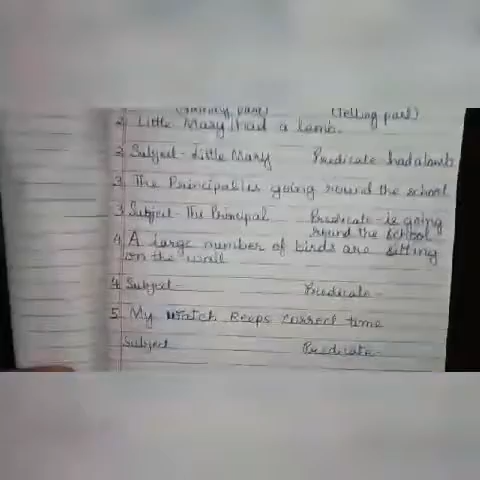 (Telling part)
2) Little Mary | had a lamb.
2 Subject- Little Mary Predicate had a lamb
3 The Principal | is going round the school
3 Subject- The Principal Predicate - is going
round the school
4 A large number of birds are sitting
on the wall
4 Subject- Predicate -
5 My Watch keeps correct time
Subject Predicate-